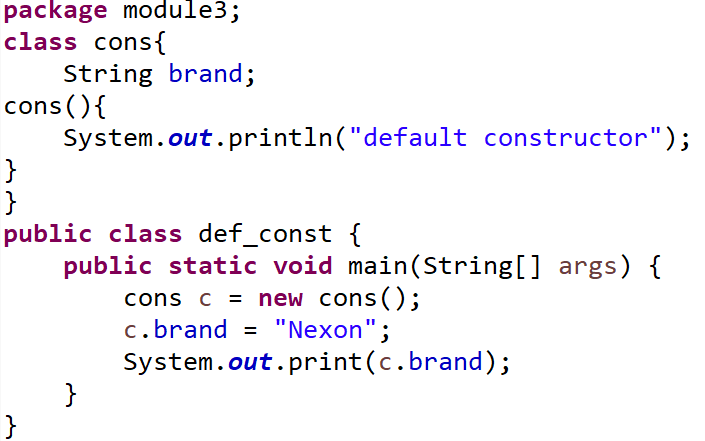 package module3;
class cons{
    String brand;
cons(){
    System.out.println("default constructor");
}
}
public class def_const {
    public static void main(String[] args) {
        cons c = new cons();
        c.brand = "Nexon";
        System.out.print(c.brand);
    }
}